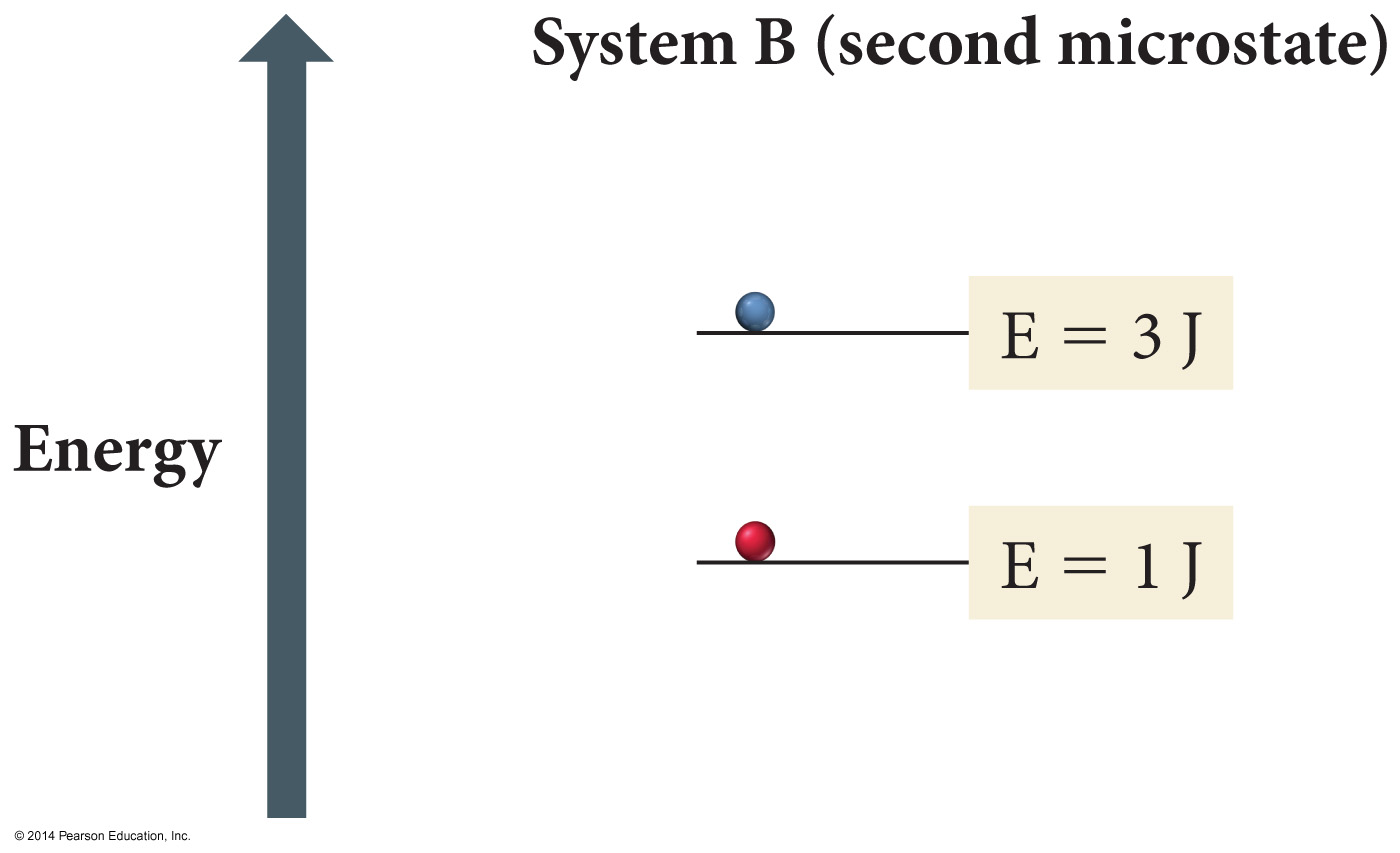 System B (second microstate)
E = 3 J
Energy
E = 1 J
© 2014 Pearson Education, Inc.